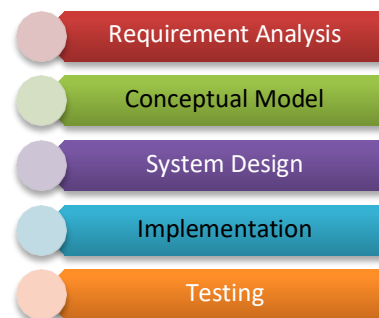 Requirement Analysis
Conceptual Model
System Design
Implementation
Testing